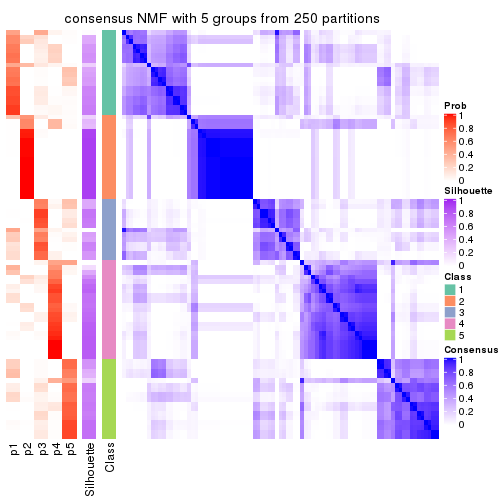 consensus NMF with 5 groups from 250 partitions
Prob
1
0.8
0.6
0.4
0.2
0
Silhouette
1
0.8
0.6
0.4
0.2
0
Class
1
2
3
4
5
Consensus
1
0.8
0.6
0.4
0.2
0
p1
p2
p3
p4
p5
Silhouette
Class